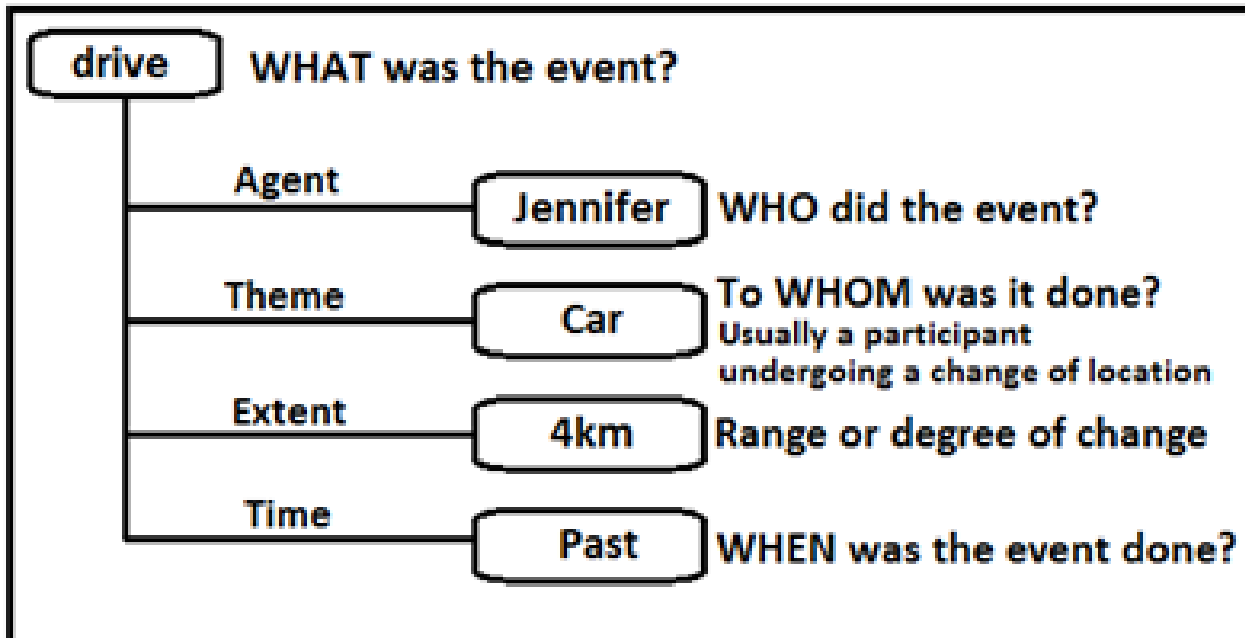 drive WHAT was the event?
Agent Jennifer WHO did the event?
Theme Car To WHOM was it done?
Usually a participant
undergoing a change of location
Extent 4km Range or degree of change
Time Past WHEN was the event done?